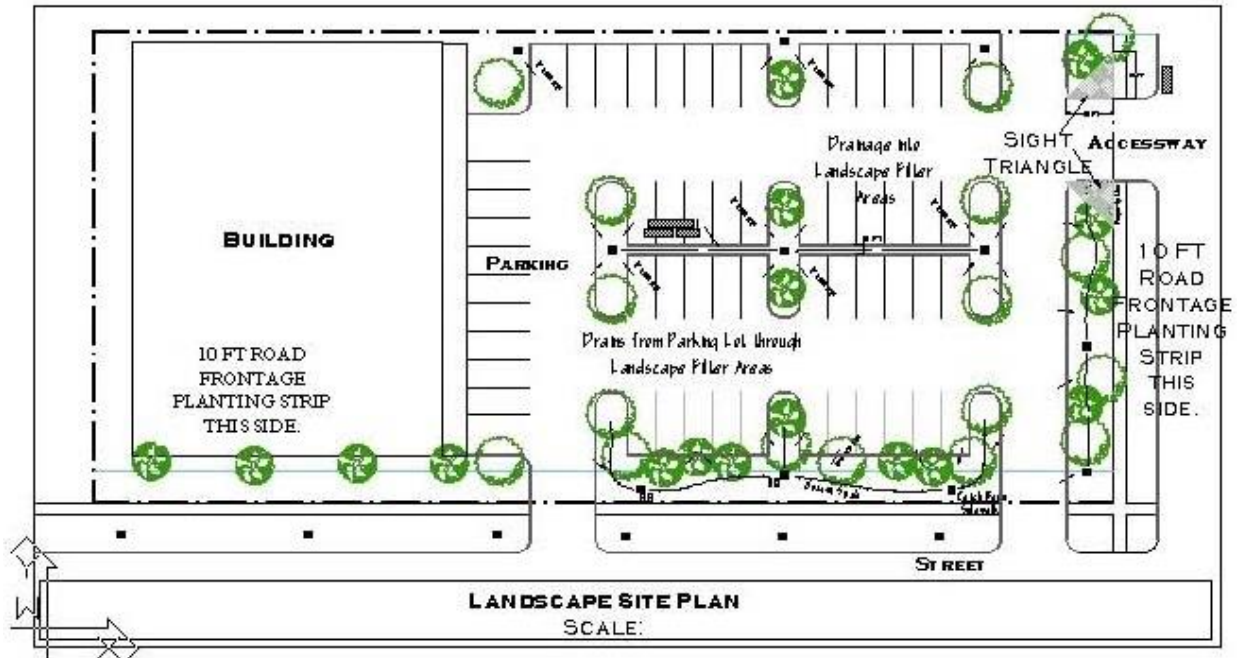 SIGHT
TRIANGLE
ACCESSWAY
Drainage into
Landscape Filter
Areas
BUILDING
PARKING
10 FT
ROAD
FRONTAGE
PLANTING
STRIP
THIS
SIDE.
Drains from Parking Lot through
Landscape Filter Areas
10 FT ROAD
FRONTAGE
PLANTING STRIP
THIS SIDE.
STREET
LANDSCAPE SITE PLAN
SCALE: